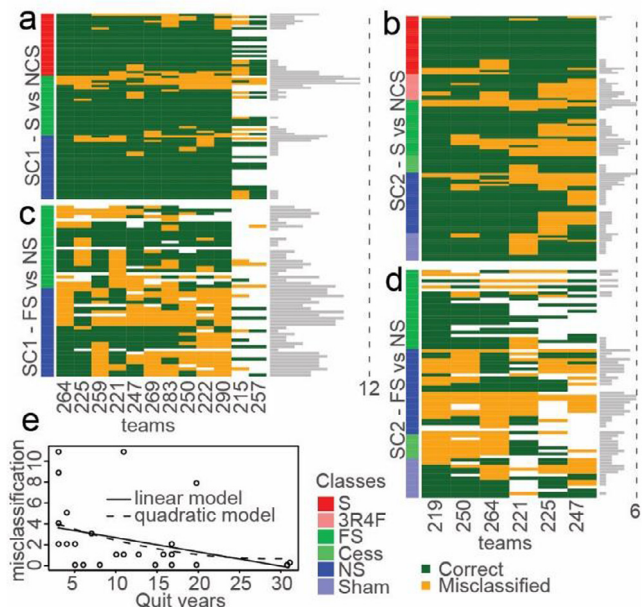 a
SC1 - S vs NCS
b
SC2 - S vs NCS
c
SC1 - FS vs NS
12
264 225 259 221 247 269 283 250 222 290 215 257
teams
d
SC2 - FS vs NS
6
219 250 264 221 225 247
teams
e
misclassification
10
8
6
4
2
0
linear model
quadratic model
5 10 15 20 25 30
Quit years
Classes
S
3R4F
FS
Cess
NS
Sham
Correct
Misclassified